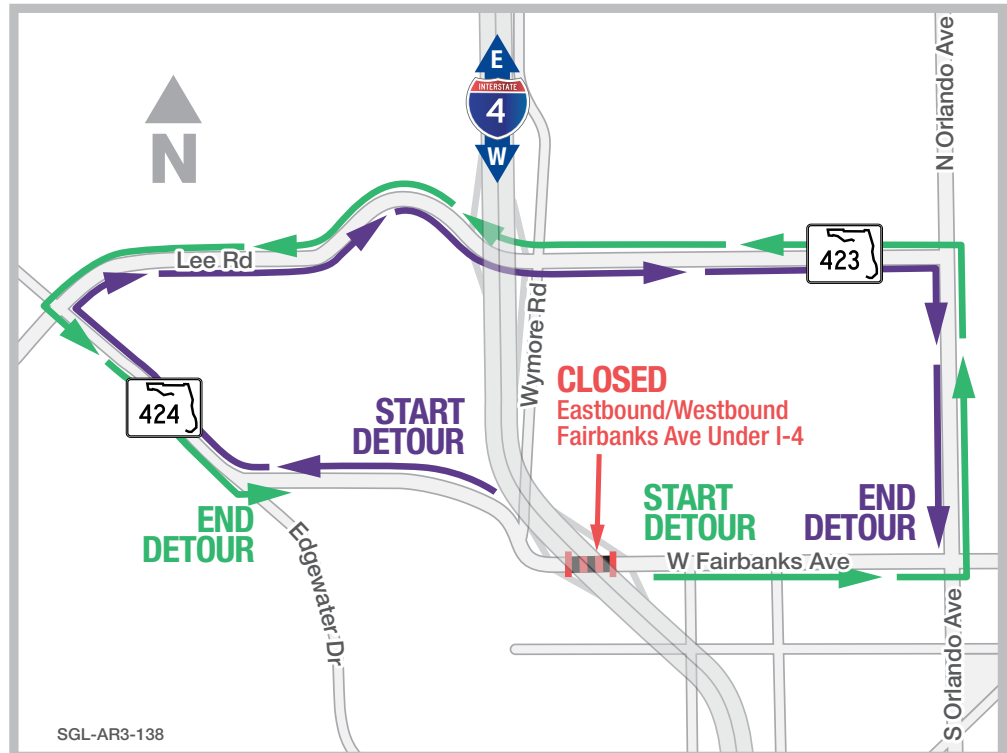 E
INTERSTATE
4
W
N
N Orlando Ave
Lee Rd
423
Wymore Rd
CLOSED
Eastbound/Westbound
Fairbanks Ave Under I-4
424
START
DETOUR
START
DETOUR
END
DETOUR
END
DETOUR
W Fairbanks Ave
Edgewater Dr
S Orlando Ave
SGL-AR3-138